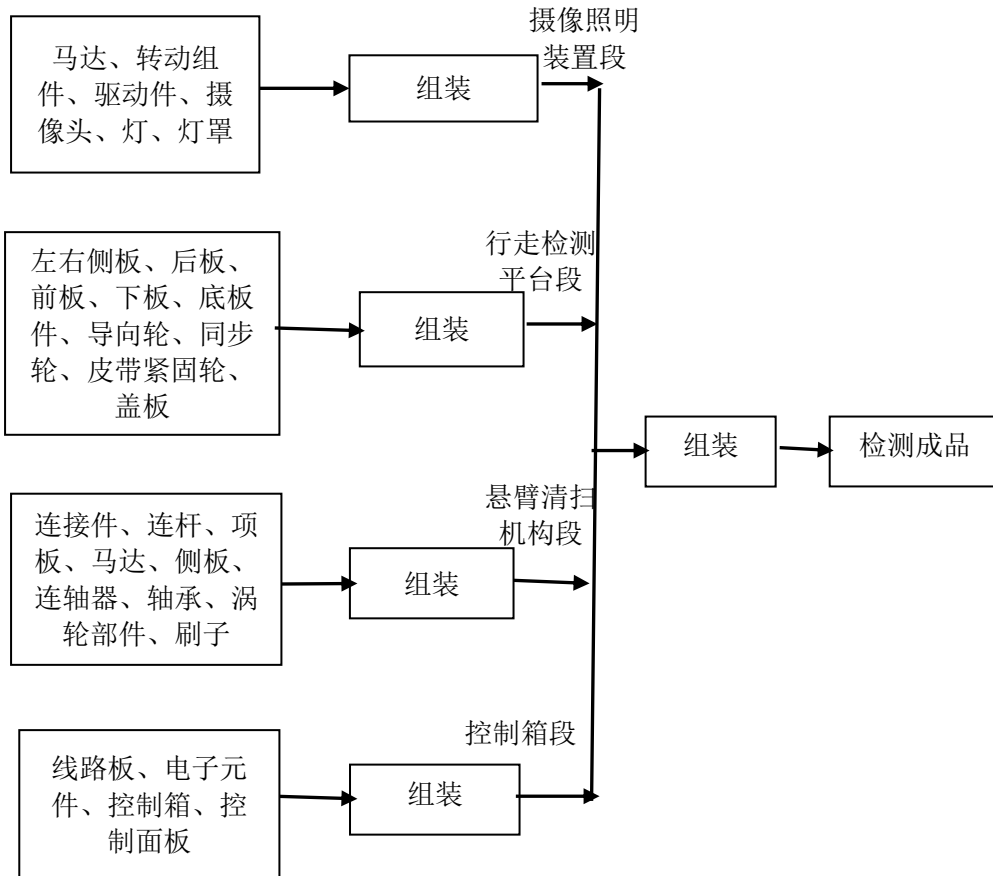 摄像照明
装置段
马达、转动组
件、驱动件、摄
像头、灯、灯罩
组装
行走检测
平台段
左右侧板、后板、
前板、下板、底板
件、导向轮、同步
轮、皮带紧固轮、
盖板
组装
组装
检测成品
悬臂清扫
机构段
连接件、连杆、项
板、马达、侧板、
连轴器、轴承、涡
轮部件、刷子
组装
控制箱段
线路板、电子元
件、控制箱、控
制面板
组装